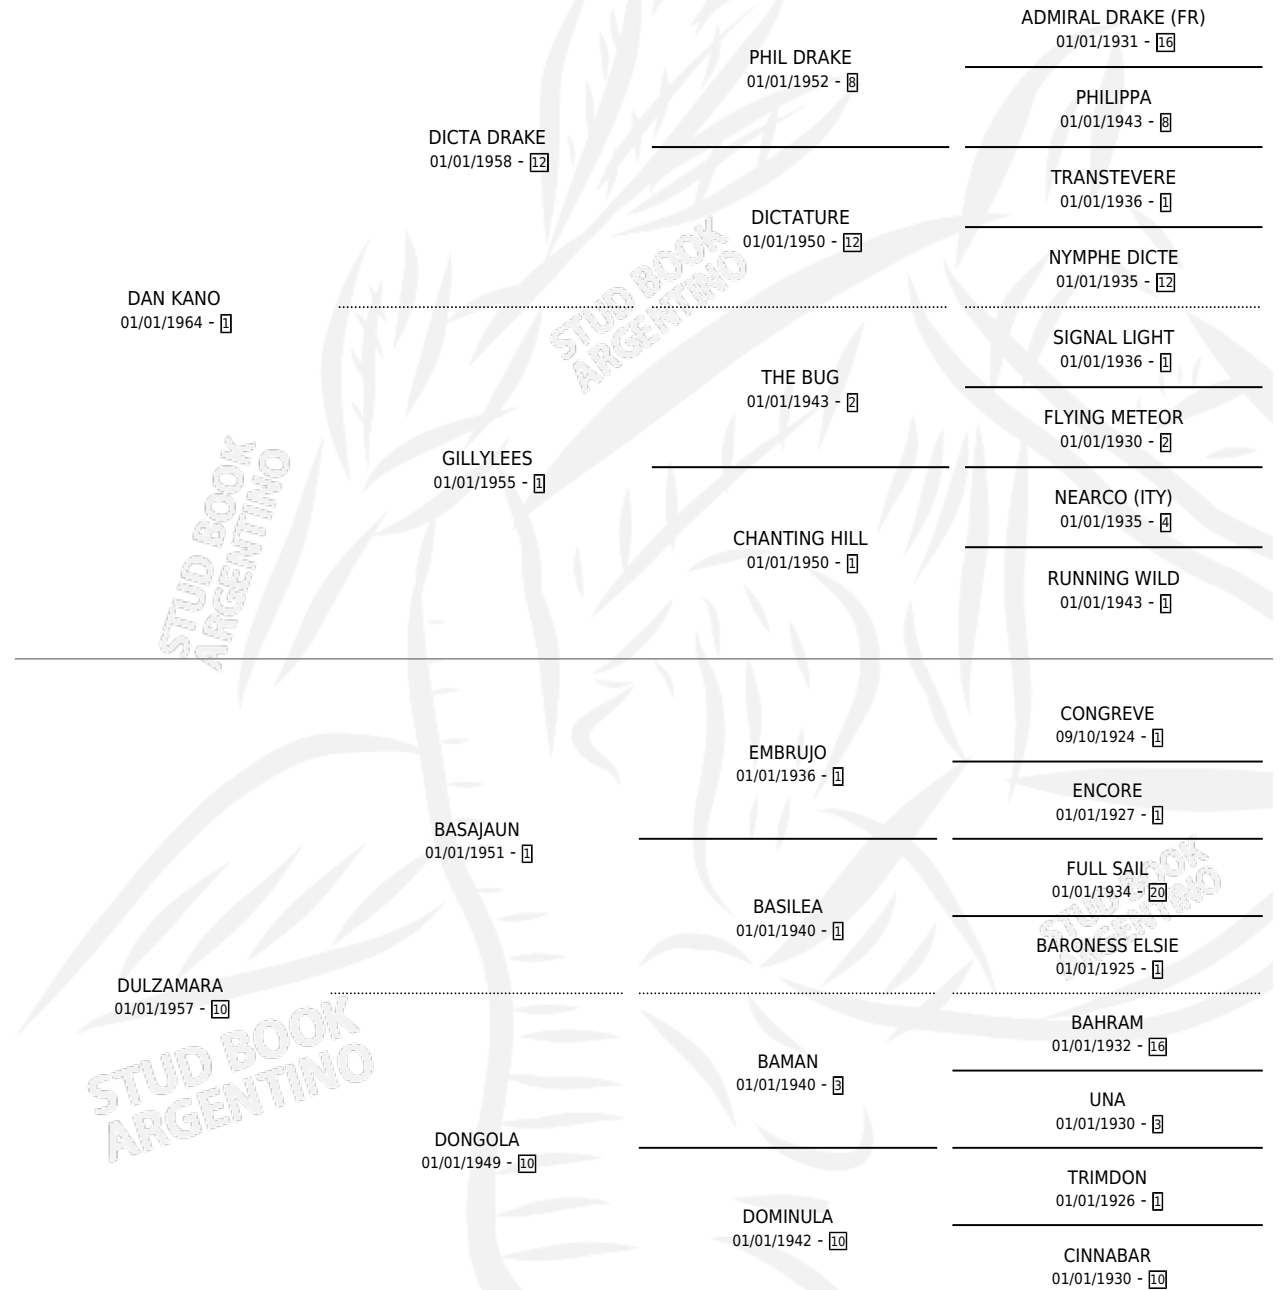 ADMIRAL DRAKE (FR)
01/01/1931 - 16
PHIL DRAKE
01/01/1952 - 8
PHILIPPA
01/01/1943 - 8
DICTA DRAKE
01/01/1958 - 12
TRANSTEVERE
01/01/1936 - 1
DICTATURE
01/01/1950 - 12
NYMPHE DICTE
01/01/1935 - 12
DAN KANO
01/01/1964 - 1
SIGNAL LIGHT
01/01/1936 - 1
THE BUG
01/01/1943 - 2
FLYING METEOR
01/01/1930 - 2
GILLYLEES
01/01/1955 - 1
NEARCO (ITY)
01/01/1935 - 4
CHANTING HILL
01/01/1950 - 1
RUNNING WILD
01/01/1943 - 1
CONGREVE
09/10/1924 - 1
EMBRUJO
01/01/1936 - 1
ENCORE
01/01/1927 - 1
BASAJAUN
01/01/1951 - 1
FULL SAIL
01/01/1934 - 20
BASILEA
01/01/1940 - 1
BARONESS ELSIE
01/01/1925 - 1
DULZAMARA
01/01/1957 - 10
BAHRAM
01/01/1932 - 16
BAMAN
01/01/1940 - 3
UNA
01/01/1930 - 3
DONGOLA
01/01/1949 - 10
TRIMDON
01/01/1926 - 1
DOMINULA
01/01/1942 - 10
CINNABAR
01/01/1930 - 10
STUD BOOK
ARGENTINO
STUD BOOK
ARGENTINO
STUD BOOK
ARGENTINO
STUD BOOK
ARGENTINO